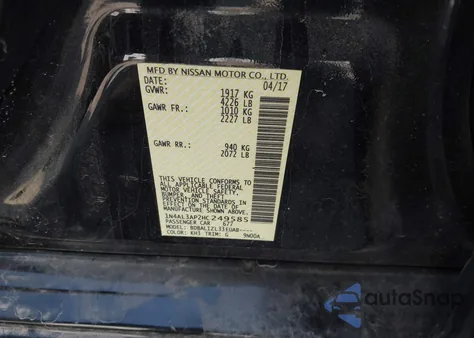 MFD BY NISSAN MOTOR CO., LTD.
DATE: 04/17
GVWR: 1917 KG
4226 LB
GAWR FR: 1010 KG
2227 LB
GAWR RR: 940 KG
2072 LB
THIS VEHICLE CONFORMS TO ALL
APPLICABLE FEDERAL MOTOR VEHICLE SAFETY,
BUMPER, AND THEFT
PREVENTION STANDARDS IN
EFFECT ON THE DATE OF
MANUFACTURE SHOWN ABOVE.
1N4AL3AP2HC249585
PASSENGER CAR 677
MODEL:
COLOR: KH3 TRIM: G 9N00A
autoSnap